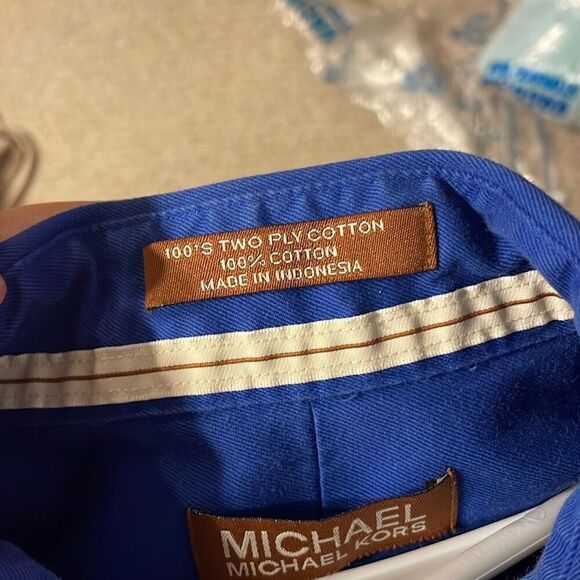 100'S TWO PLY COTTON
100% COTTON
MADE IN INDONESIA
MICHAEL
MICHAEL KORS